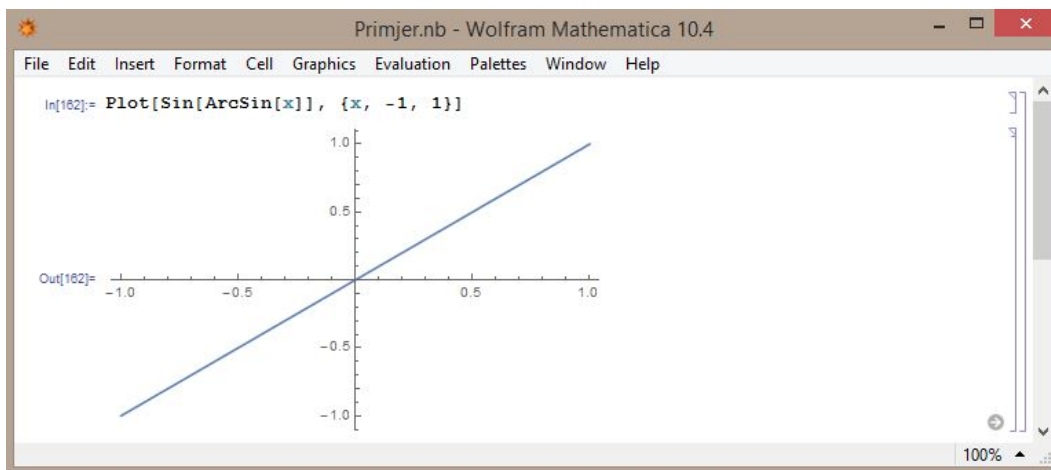 Primjer.nb - Wolfram Mathematica 10.4
File Edit Insert Format Cell Graphics Evaluation Palettes Window Help
In[162]:= Plot[Sin[ArcSin[x]], {x, -1, 1}]
1.0
0.5
Out[162]=
-1.0 -0.5 0.5 1.0
-0.5
-1.0
100%